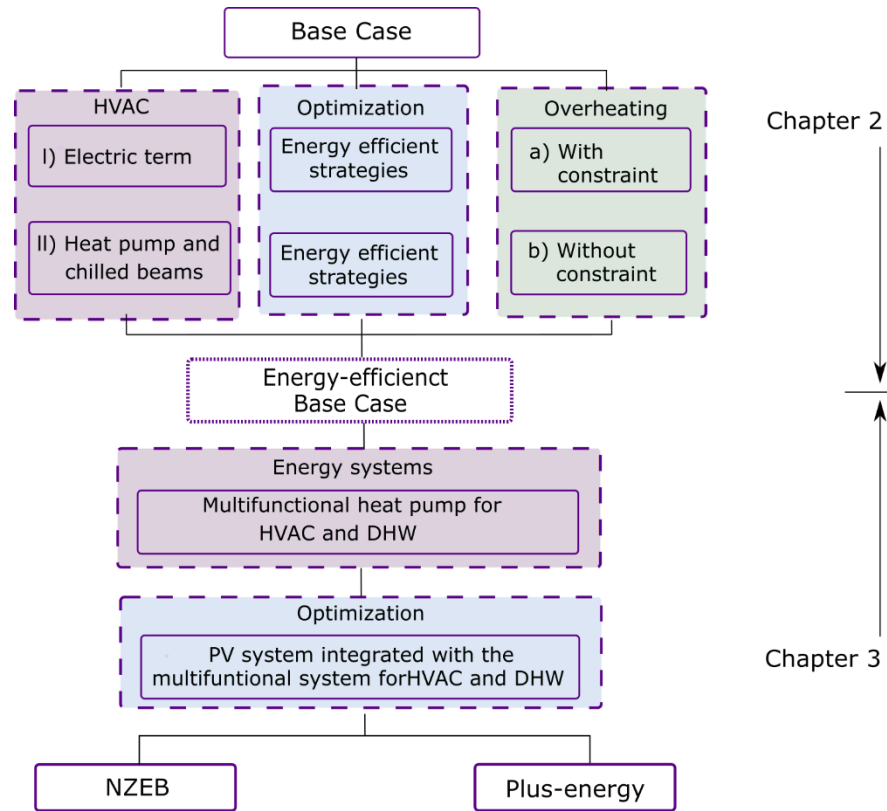 Base Case
HVAC
I) Electric term
II) Heat pump and
chilled beams
Optimization
Energy efficient
strategies
Energy efficient
strategies
Overheating
a) With
constraint
b) Without
constraint
Chapter 2
Energy-efficienct
Base Case
Energy systems
Multifunctional heat pump for
HVAC and DHW
Optimization
PV system integrated with the
multifuntional system forHVAC and DHW
Chapter 3
NZEB
Plus-energy